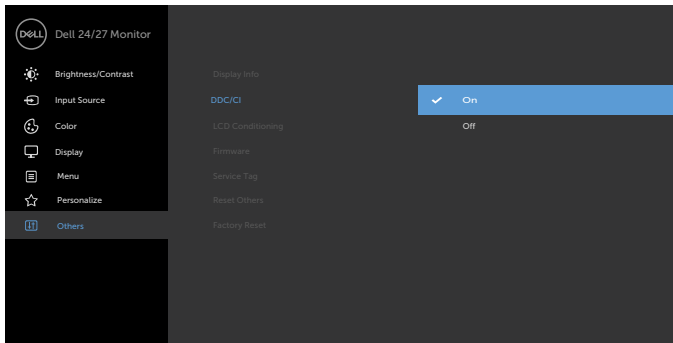 DELL Dell 24/27 Monitor
Brightness/Contrast
Input Source
Color
Display
Menu
Personalize
Others
Display Info
DDC/CI
LCD Conditioning
Firmware
Service Tag
Reset Others
Factory Reset
On
Off